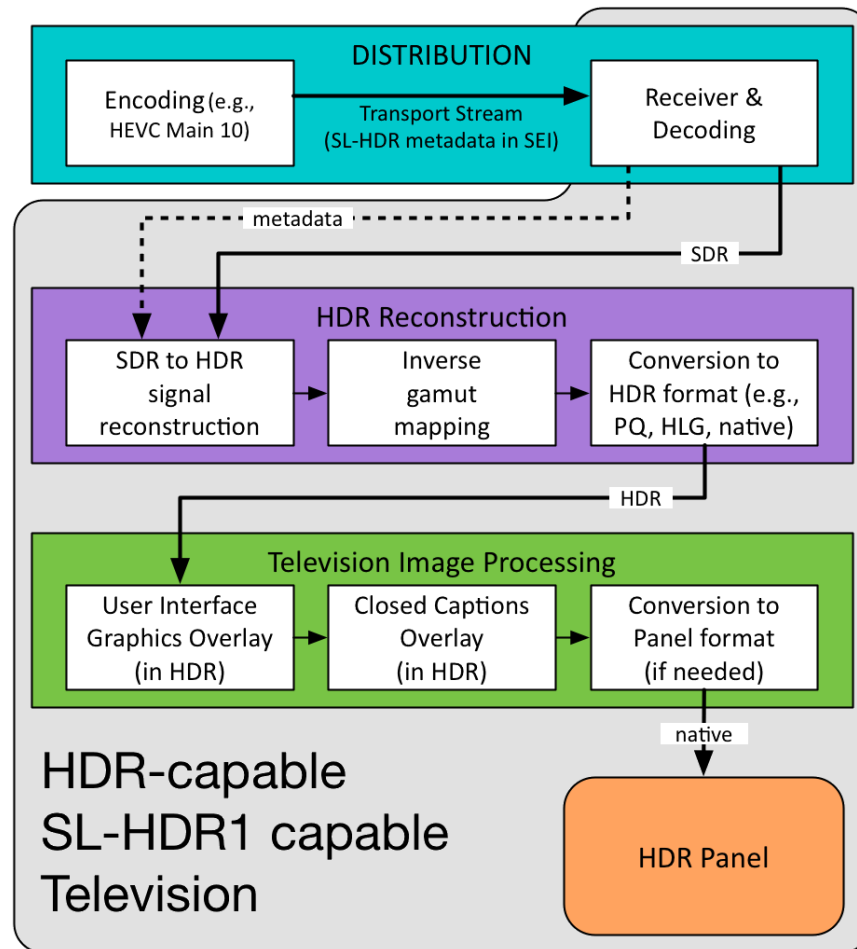 DISTRIBUTION
Encoding (e.g.,
HEVC Main 10)
Transport Stream
(SL-HDR metadata in SEI)
Receiver &
Decoding
metadata
SDR
HDR Reconstruction
SDR to HDR
signal
reconstruction
Inverse
gamut
mapping
Conversion to
HDR format (e.g.,
PQ, HLG, native)
HDR
Television Image Processing
User Interface
Graphics Overlay
(in HDR)
Closed Captions
Overlay
(in HDR)
Conversion to
Panel format
(if needed)
native
HDR-capable
SL-HDR1 capable
Television
HDR Panel